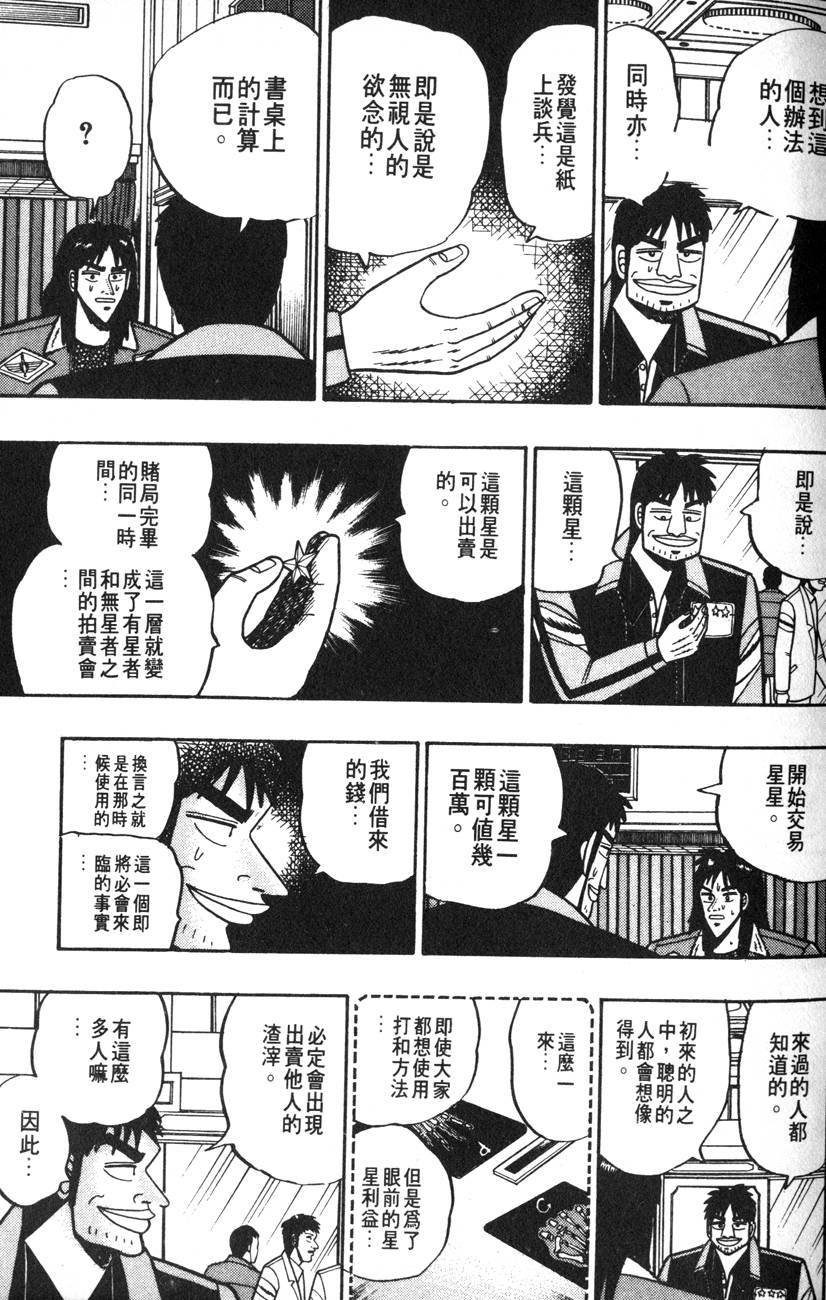 想到這
個辦法
的人…
同時亦…
發覺這是紙
上談兵…
即是說是
無視人的
欲念的…
書桌上
的計算
而已。
?
即是說…
這顆星…
這顆星是
可以出賣
的。
賭局完畢
的同一時
間…
這一層就變
成了有星者
和無星者之
間的拍賣會
…
開始交易
星星。
這顆星一
顆可值幾
百萬。
我們借來
的錢…
換言之就
是在那時
候使用的
…
這一個即
將必會來
臨的事實
…
來過的人都
知道的。
初來的人之
中,聰明的
人都會想像
得到。
這麼一
來…
即使大家
都想使用
打和方法
…
但是爲了
眼前的星
星利益…
必定會出現
出賣他人的
渣滓。
有這麼
多人嘛
…
因此…